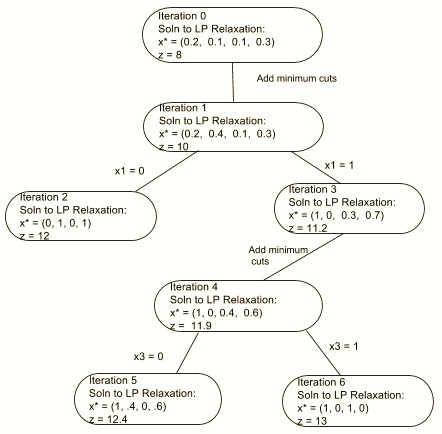 Iteration 0
Soln to LP Relaxation:
x* = (0.2, 0.1, 0.1, 0.3)
z = 8
Add minimum cuts
Iteration 1
Soln to LP Relaxation:
x* = (0.2, 0.4, 0.1, 0.3)
z = 10
x1 = 0
x1 = 1
Iteration 2
Soln to LP Relaxation:
x* = (0, 1, 0, 1)
z = 12
Iteration 3
Soln to LP Relaxation:
x* = (1, 0, 0.3, 0.7)
z = 11.2
Add minimum
cuts
Iteration 4
Soln to LP Relaxation:
x* = (1, 0, 0.4, 0.6)
z = 11.9
x3 = 0
x3 = 1
Iteration 5
Soln to LP Relaxation:
x* = (1, .4, 0, .6)
z = 12.4
Iteration 6
Soln to LP Relaxation:
x* = (1, 0, 1, 0)
z = 13